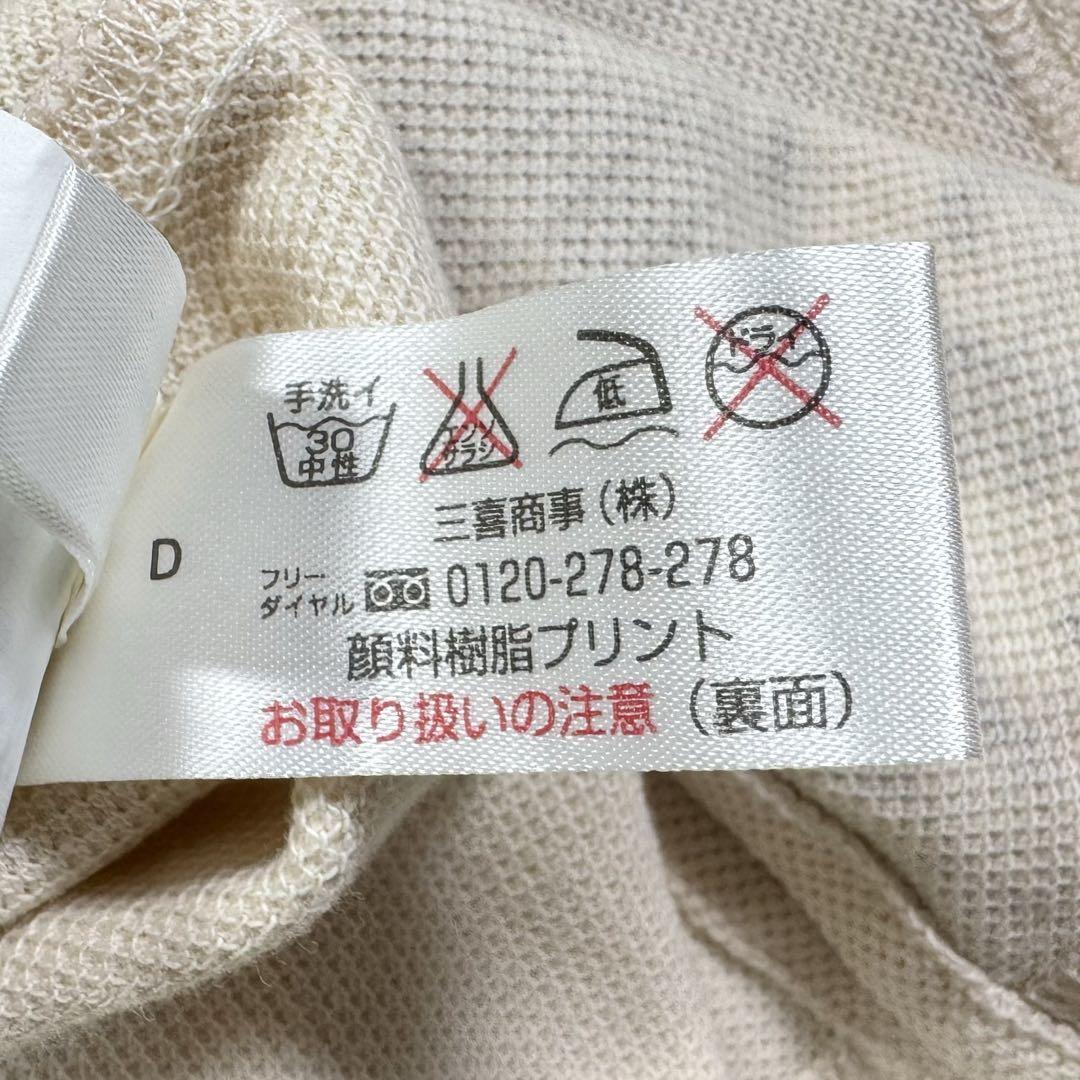 手洗イ
30
中性
エンソ
サラシ
低
ドライ
三喜商事(株)
D
フリー
ダイヤル
0120-278-278
顔料樹脂プリント
お取り扱いの注意(裏面)